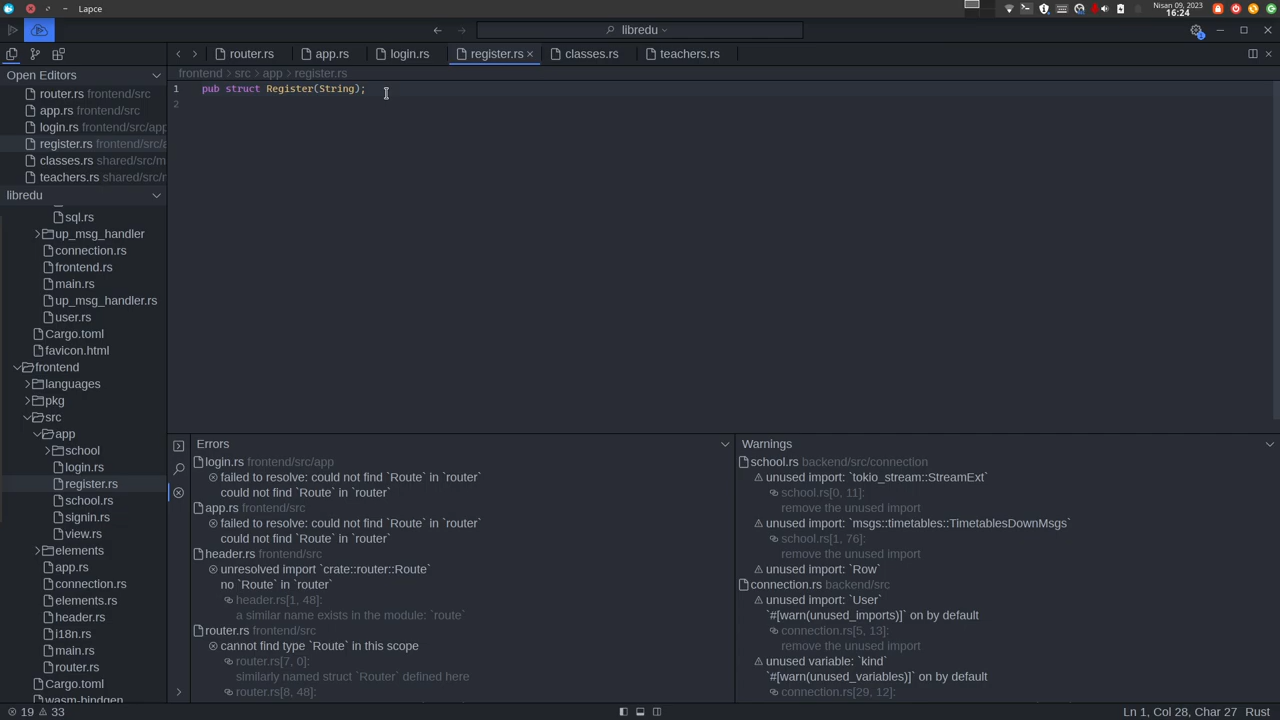 Lapce
Nisan 09, 2023
16:24
libredu
router.rs
app.rs
login.rs
register.rs
classes.rs
teachers.rs
Open Editors
router.rs frontend/src
app.rs frontend/src
login.rs frontend/src/app
register.rs frontend/src/a
classes.rs shared/src/m
teachers.rs shared/src/r
libredu
sql.rs
up_msg_handler
connection.rs
frontend.rs
main.rs
up_msg_handler.rs
user.rs
Cargo.toml
favicon.html
frontend
languages
pkg
src
app
school
login.rs
register.rs
school.rs
signin.rs
view.rs
elements
app.rs
connection.rs
elements.rs
header.rs
i18n.rs
main.rs
router.rs
Cargo.toml
wasm-bindgen
frontend > src > app > register.rs
1 pub struct Register(String);
2
Errors
login.rs frontend/src/app
failed to resolve: could not find `Route` in `router
could not find `Route` in `router`
app.rs frontend/src
failed to resolve: could not find `Route` in `router
could not find `Route` in `router`
header.rs frontend/src
unresolved import `crate::router::Route`
no `Route` in `router`
header.rs[1, 48]:
a similar name exists in the module: `route`
router.rs frontend/src
cannot find type `Route` in this scope
router.rs[7, 0]:
similarly named struct `Router` defined here
router.rs[8, 48]:
Warnings
school.rs backend/src/connection
unused import: `tokio_stream::StreamExt`
school.rs[0, 11]:
remove the unused import
unused import: `msgs::timetables::TimetablesDownMsgs`
school.rs[1, 76]:
remove the unused import
unused import: `Row`
connection.rs backend/src
unused import: `User`
`#[warn(unused_imports)]` on by default
connection.rs[5, 13]:
remove the unused import
unused variable: `kind`
`#[warn(unused_variables)]` on by default
connection.rs[29, 12]:
19 33
Ln 1, Col 28, Char 27 Rust